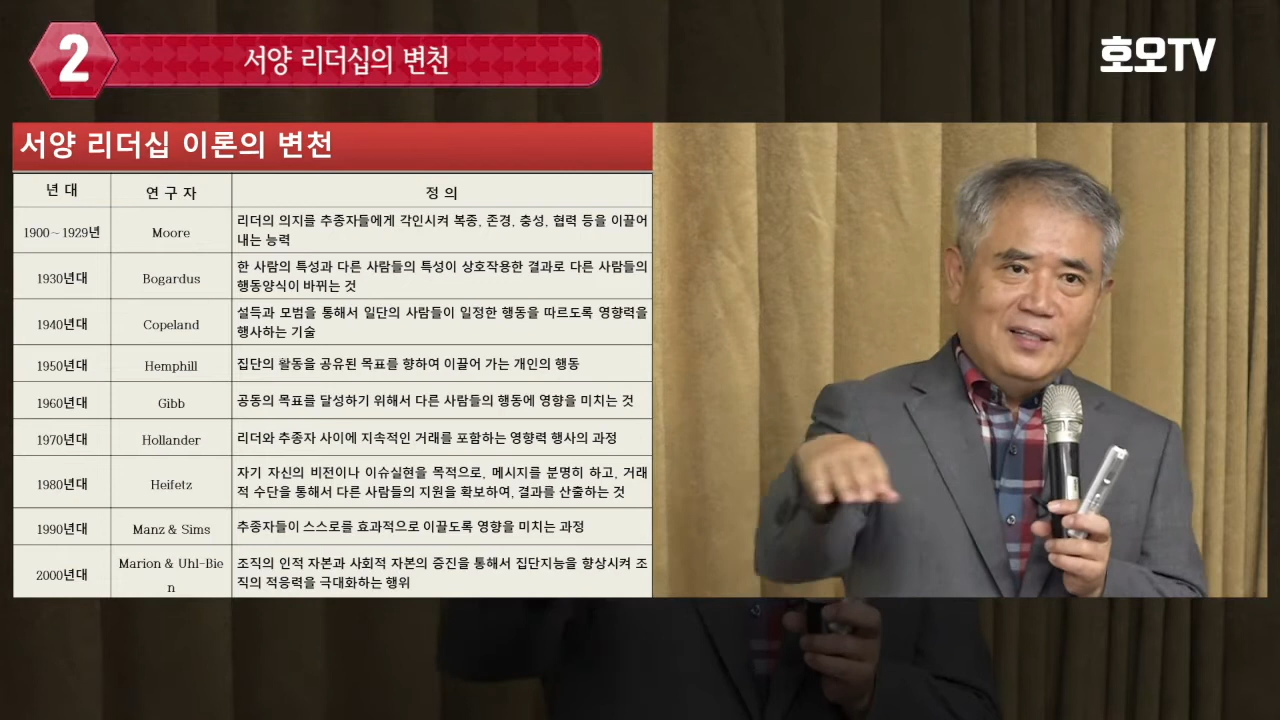 2
서양 리더십의 변천
호오TV
서양 리더십 이론의 변천
년 대 연 구 자 정 의
1900~1929년 Moore 리더의 의지를 추종자들에게 각인시켜 복종, 존경, 충성, 협력 등을 이끌어
내는 능력
1930년대 Bogardus 한 사람의 특성과 다른 사람들의 특성이 상호작용한 결과로 다른 사람들의
행동양식이 바뀌는 것
1940년대 Copeland 설득과 모범을 통해서 일단의 사람들이 일정한 행동을 따르도록 영향력을
행사하는 기술
1950년대 Hemphill 집단의 활동을 공유된 목표를 향하여 이끌어 가는 개인의 행동
1960년대 Gibb 공동의 목표를 달성하기 위해서 다른 사람들의 행동에 영향을 미치는 것
1970년대 Hollander 리더와 추종자 사이에 지속적인 거래를 포함하는 영향력 행사의 과정
1980년대 Heifetz 자기 자신의 비전이나 이슈실현을 목적으로, 메시지를 분명히 하고, 거래
적 수단을 통해서 다른 사람들의 지원을 확보하여, 결과를 산출하는 것
1990년대 Manz & Sims 추종자들이 스스로를 효과적으로 이끌도록 영향을 미치는 과정
2000년대 Marion & Uhl-Bie 조직의 인적 자본과 사회적 자본의 증진을 통해서 집단지능을 향상시켜 조
n 직의 적응력을 극대화하는 행위